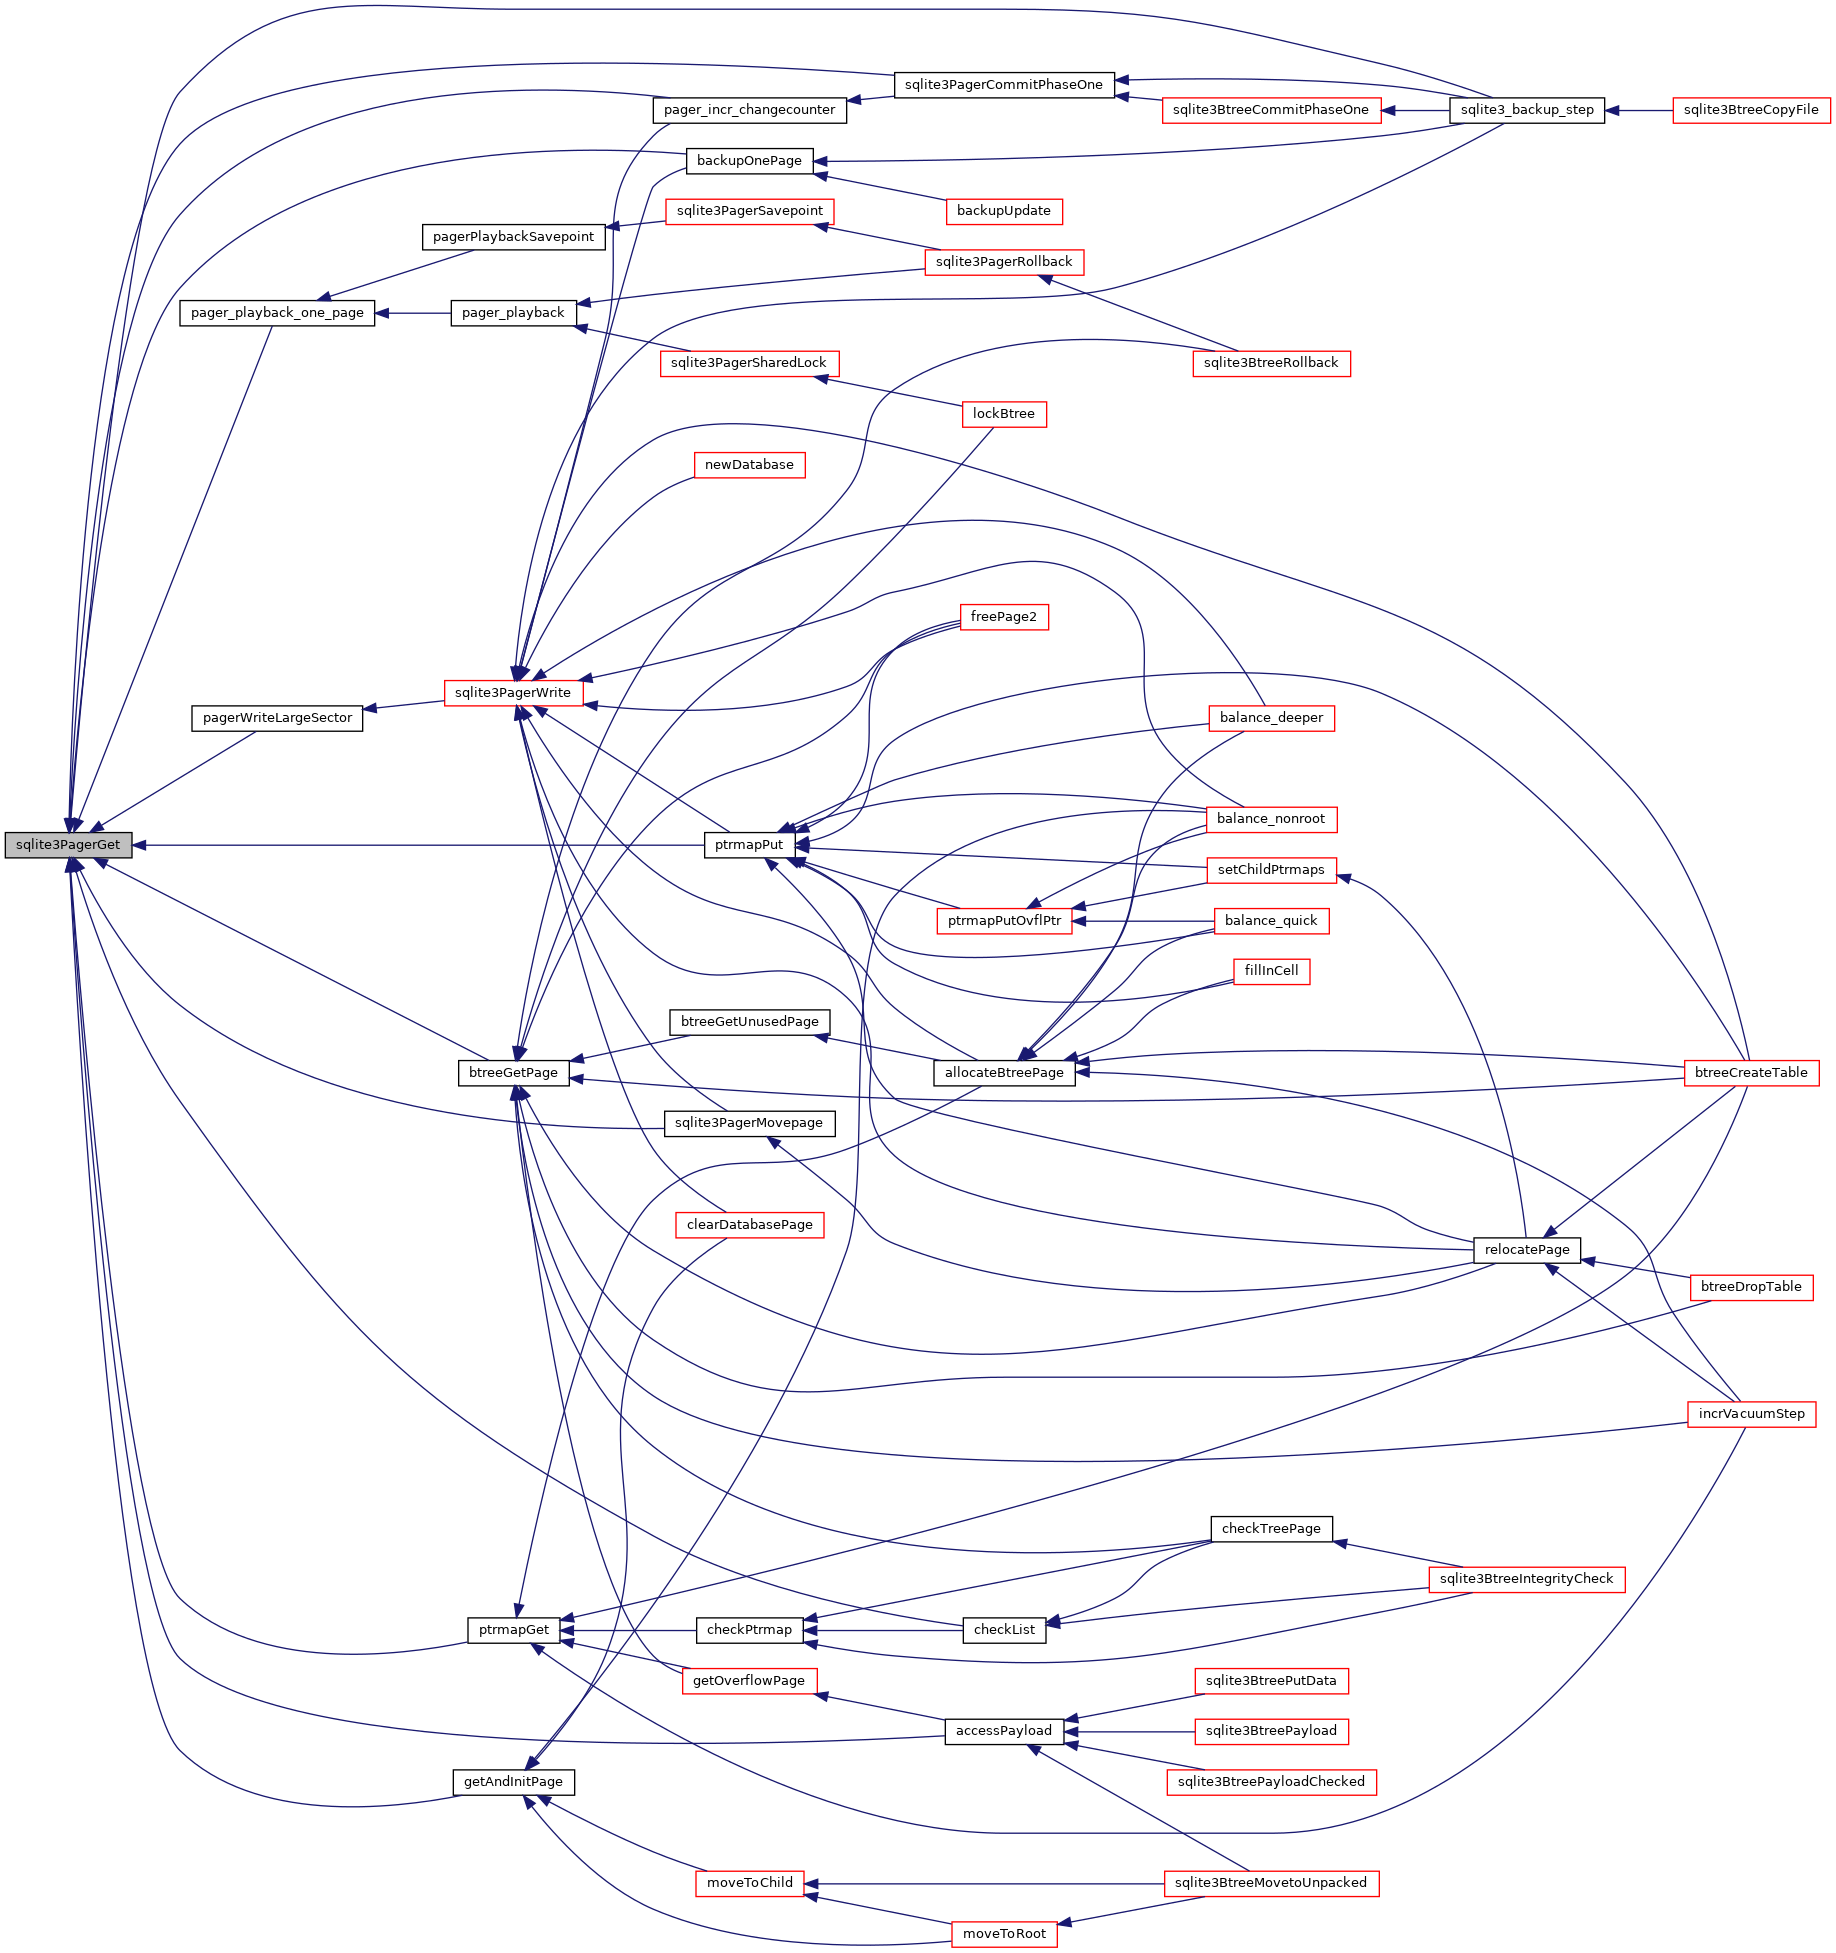 sqlite3PagerCommitPhaseOne
pager_incr_changecounter
sqlite3BtreeCommitPhaseOne
sqlite3_backup_step
sqlite3BtreeCopyFile
backupOnePage
sqlite3PagerSavepoint
backupUpdate
pagerPlaybackSavepoint
sqlite3PagerRollback
pager_playback_one_page
pager_playback
sqlite3PagerSharedLock
sqlite3BtreeRollback
lockBtree
newDatabase
freePage2
sqlite3PagerWrite
pagerWriteLargeSector
balance_deeper
balance_nonroot
sqlite3PagerGet
ptrmapPut
setChildPtrmaps
ptrmapPutOvflPtr
balance_quick
fillInCell
btreeGetUnusedPage
btreeGetPage
allocateBtreePage
btreeCreateTable
sqlite3PagerMovepage
clearDatabasePage
relocatePage
btreeDropTable
incrVacuumStep
checkTreePage
sqlite3BtreeIntegrityCheck
ptrmapGet
checkPtrmap
checkList
getOverflowPage
sqlite3BtreePutData
accessPayload
sqlite3BtreePayload
getAndInitPage
sqlite3BtreePayloadChecked
moveToChild
sqlite3BtreeMovetoUnpacked
moveToRoot